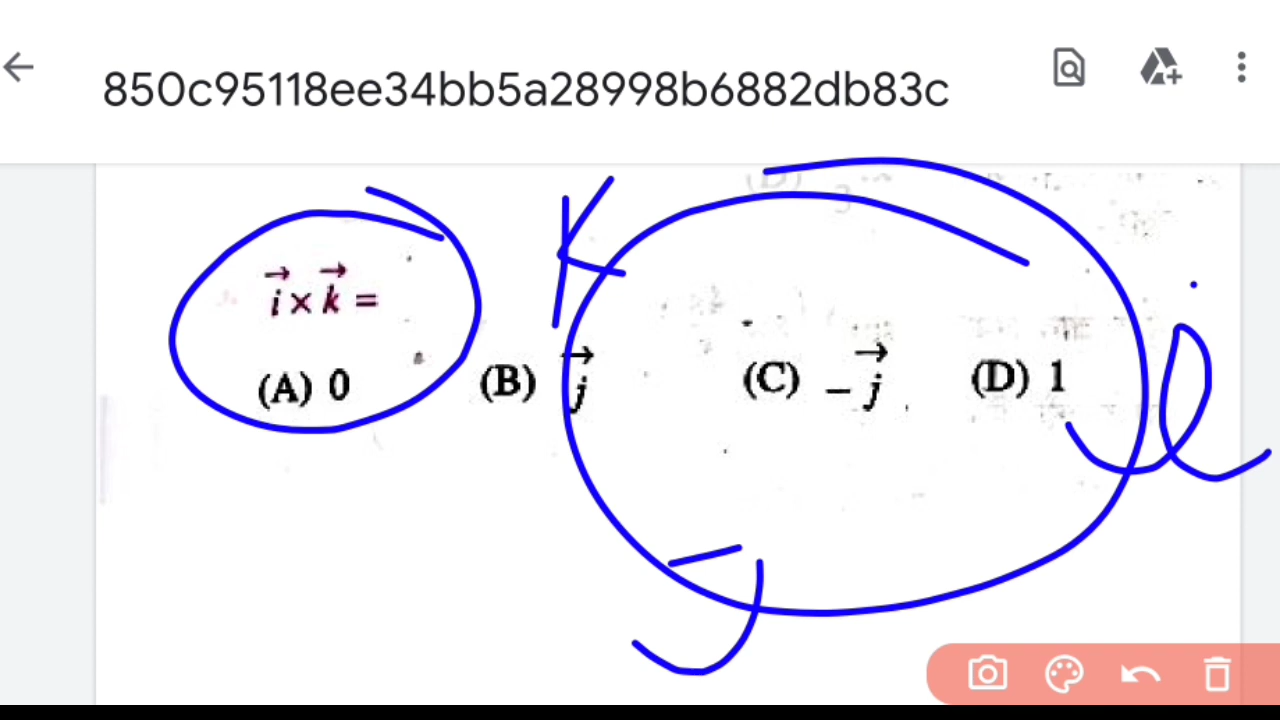 850c95118ee34bb5a28998b6882db83c
K
i⃗ × k⃗ =
(A) 0 (B) j⃗ (C) – j⃗ (D) 1
j